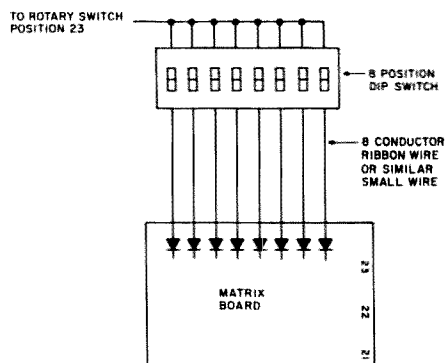 TO ROTARY SWITCH
POSITION 23
8 POSITION
DIP SWITCH
8 CONDUCTOR
RIBBON WIRE
OR SIMILAR
SMALL WIRE
MATRIX
BOARD
23
22
21